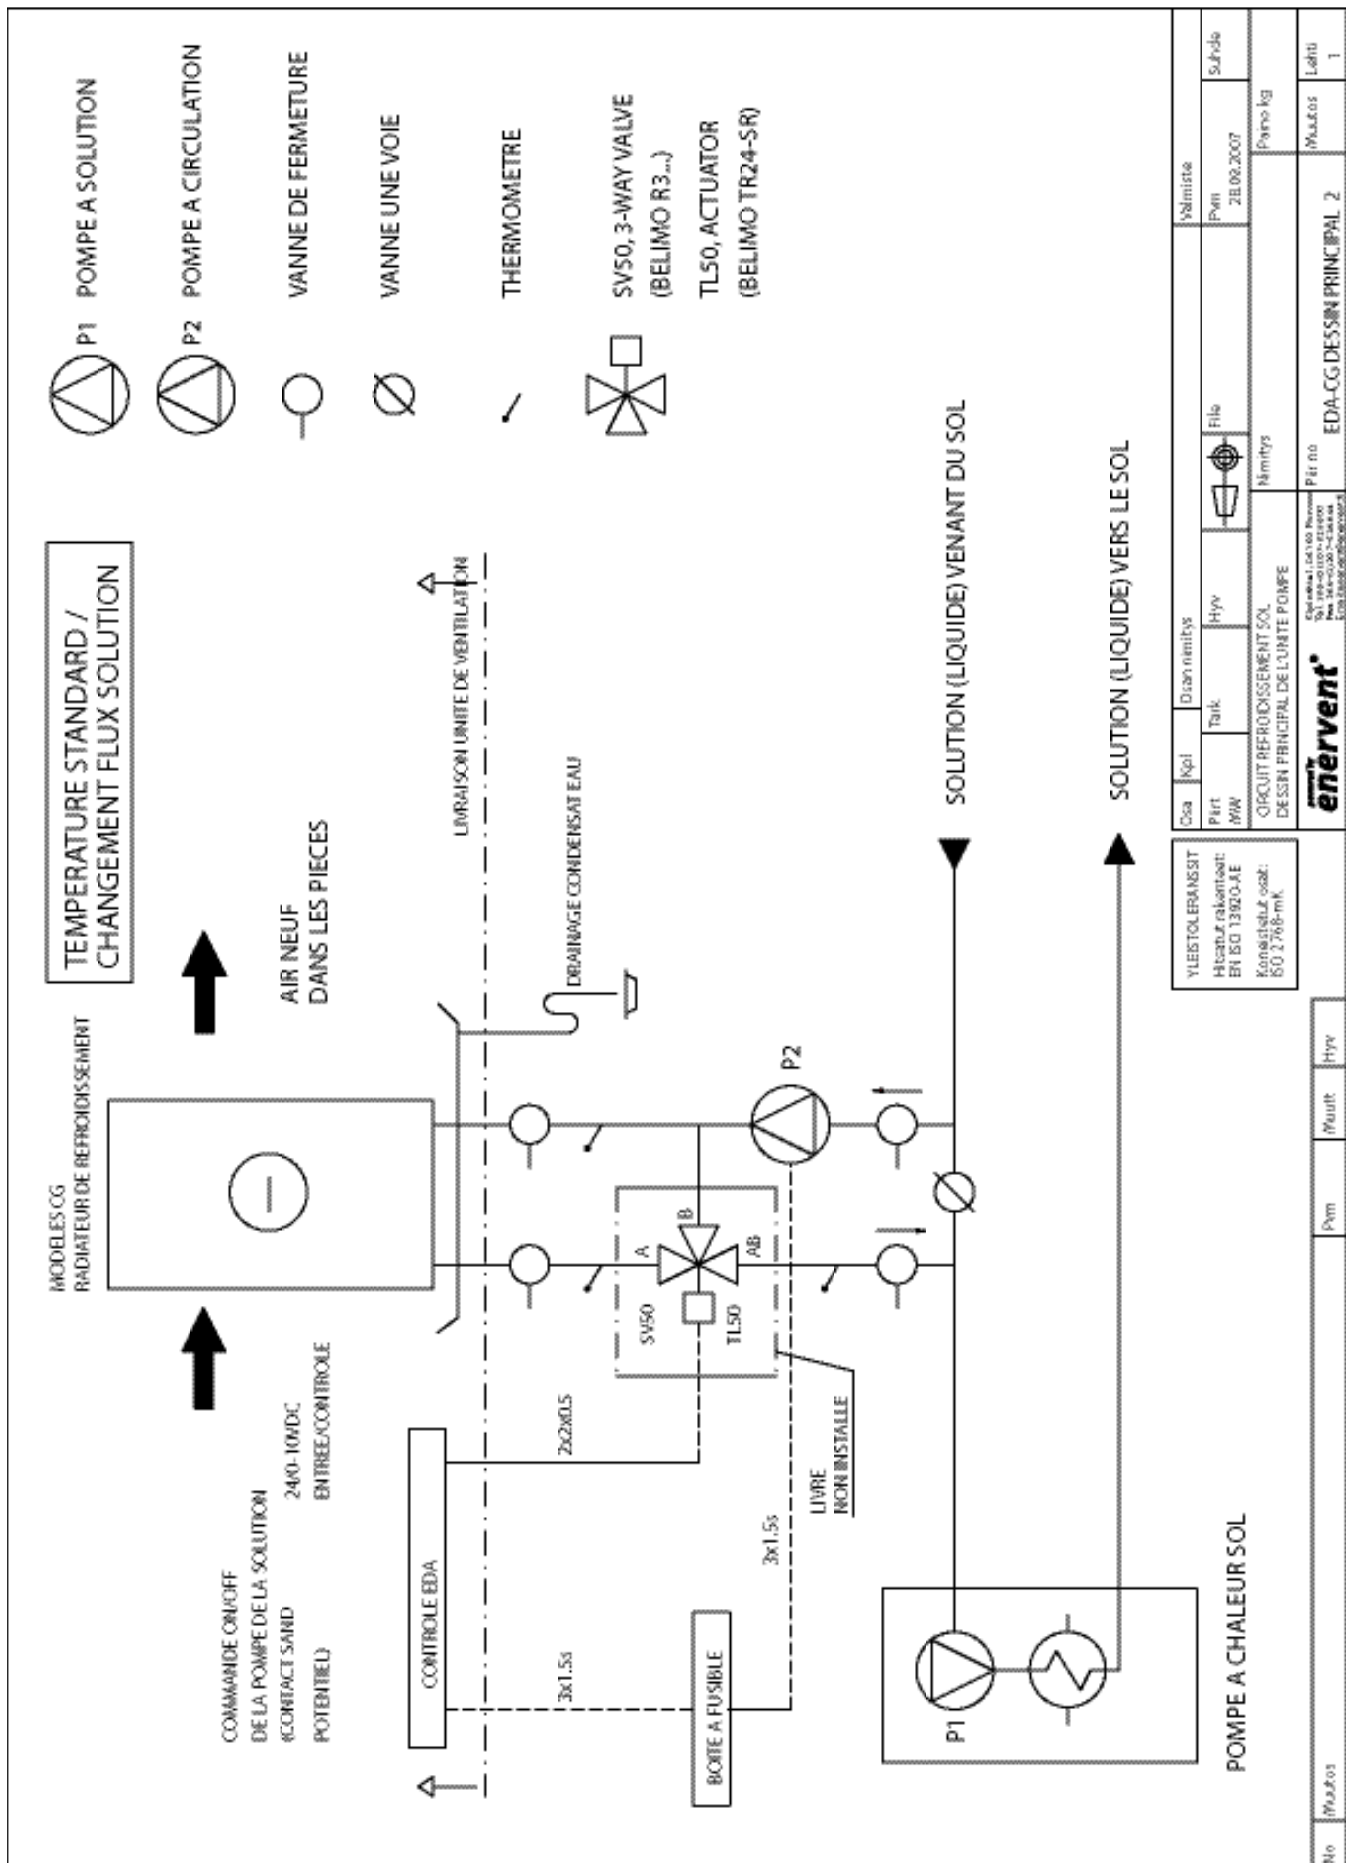 TEMPERATURE STANDARD /
CHANGEMENT FLUX SOLUTION
P1 POMPE A SOLUTION
P2 POMPE A CIRCULATION
VANNE DE FERMETURE
VANNE UNE VOIE
THERMOMETRE
SV50, 3-WAY VALVE
(BELIMO R3...)
TL50, ACTUATOR
(BELIMO TR24-SR)
MODELES CG
RADIATEUR DE REFROIDISSEMENT
AIR NEUF
DANS LES PIECES
COMMANDE ON/OFF
DE LA POMPE DE LA SOLUTION
(CONTACT SAND
POTENTIEL)
24/0-10VDC
ENTREE/CONTROLE
CONTROLE EDA
LIVRAISON UNITE DE VENTILATION
DRAINAGE CONDENSAT EAU
3x1.5s
2x2x0.5
SV50
A
B
AB
TL50
P2
BOITE A FUSIBLE
3x1.5s
LIVRE
NON INSTALLE
SOLUTION (LIQUIDE) VENANT DU SOL
SOLUTION (LIQUIDE) VERS LE SOL
P1
POMPE A CHALEUR SOL
YLEISTOLERANSSIT
Hitsatut rakenteet:
EN ISO 13920-AE
Koneistetut osat:
ISO 2768-mK
Osa Kpl Osan nimitys Valmiste
Piirt Tark. Hyv File Pvm Suhde
MW 28.09.2007
CIRCUIT REFROIDISSEMENT SOL
DESSIN PRINCIPAL DE L'UNITE POMPE
Nimitys Paino kg
enervent
Piir no Muutos Lehti
EDA-CG DESSIN PRINCIPAL 2 1
No Muutos Pvm Muutt Hyv